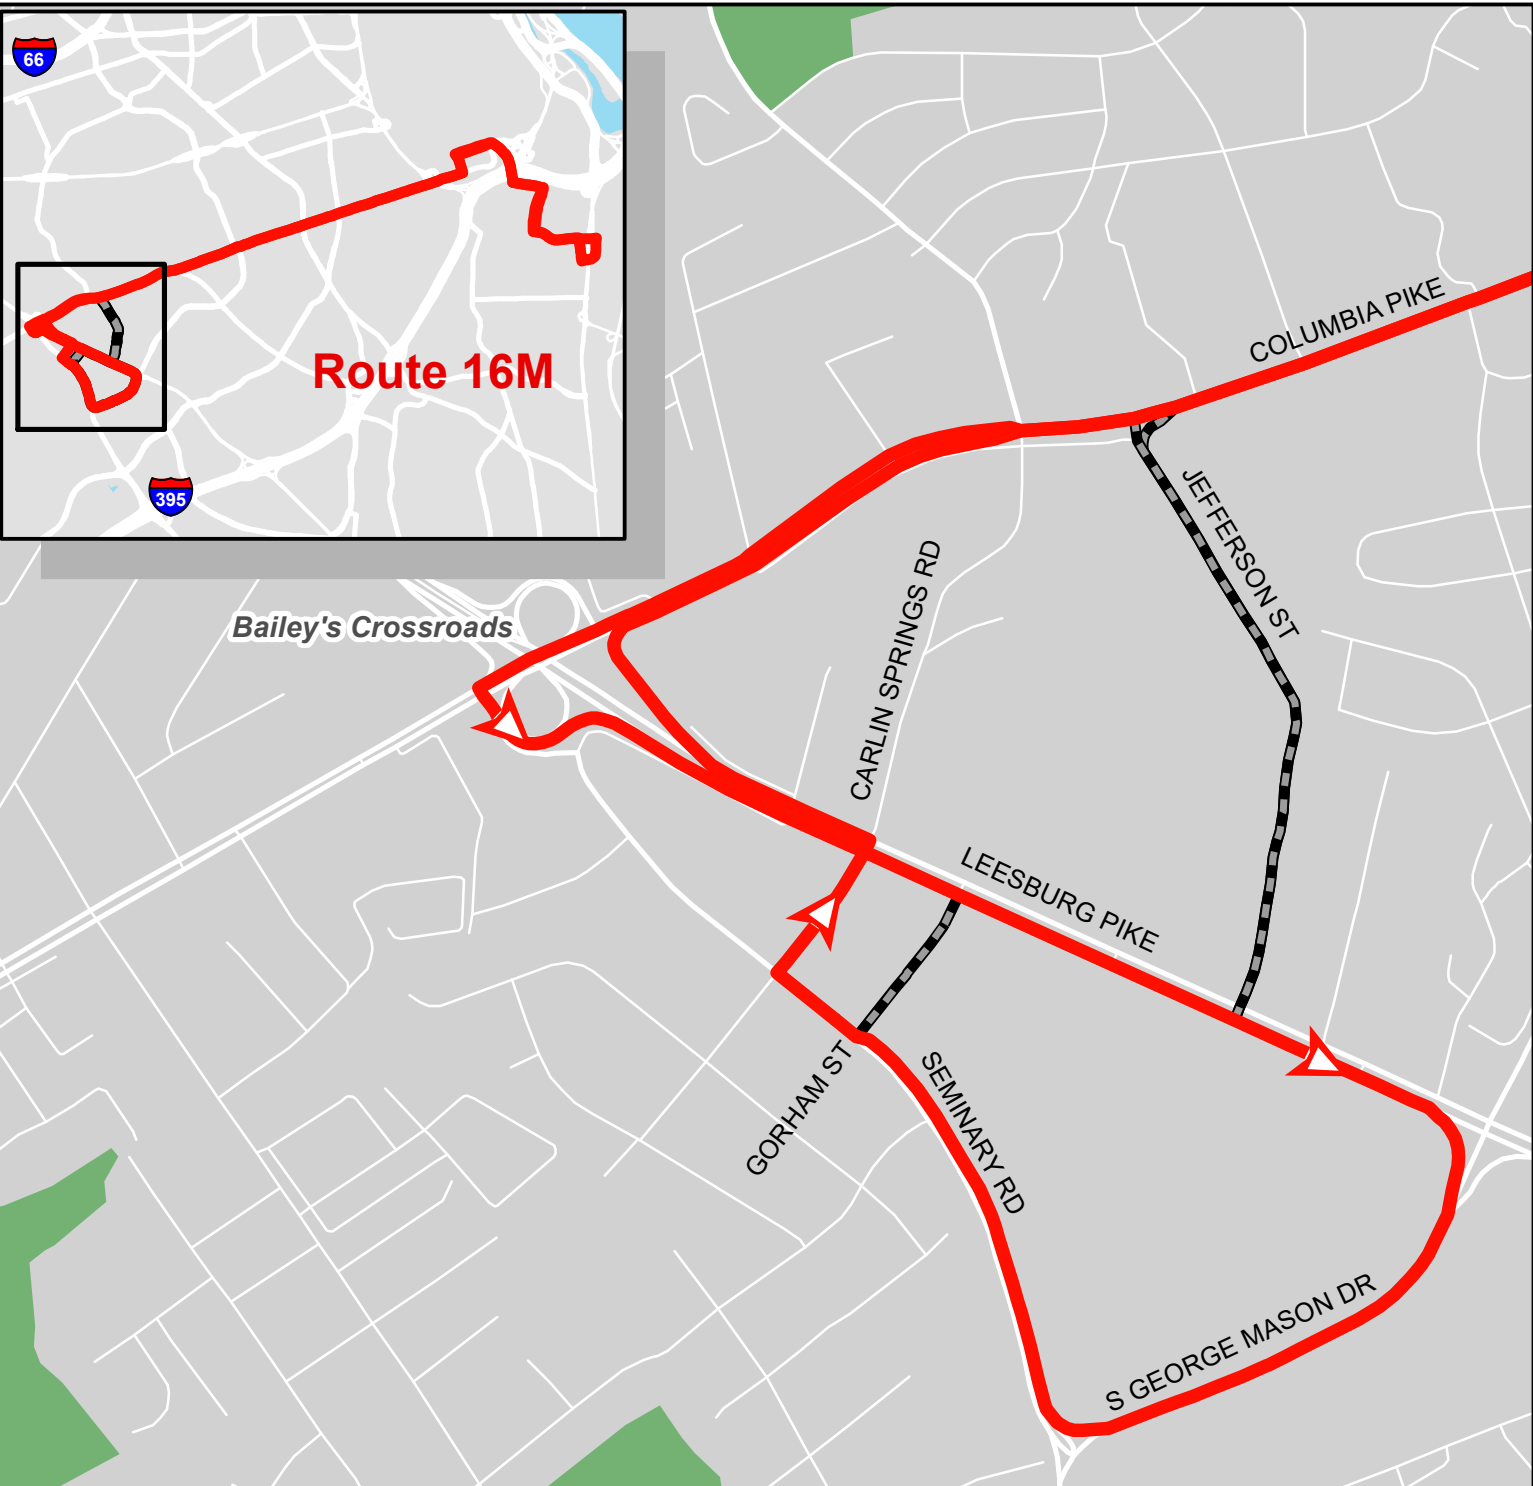 66
Route 16M
395
COLUMBIA PIKE
JEFFERSON ST
Bailey's Crossroads
CARLIN SPRINGS RD
LEESBURG PIKE
GORHAM ST
SEMINARY RD
S GEORGE MASON DR